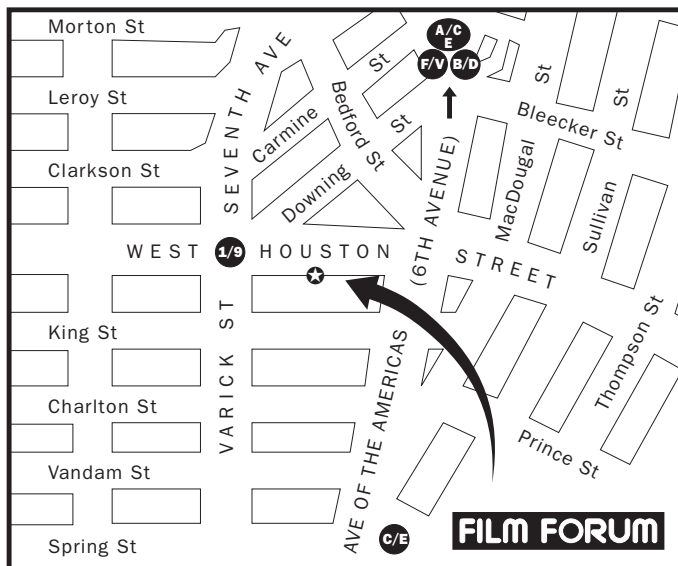 Morton St
Leroy St
Clarkson St
SEVENTH AVE
Carmine St
Bedford St
Downing St
A/C
E
F/V
B/D
(6TH AVENUE)
MacDougal St
Sullivan St
Bleecker St
WEST HOUSTON STREET
1/9
King St
Charlton St
Vandam St
Spring St
VARICK ST
AVE OF THE AMERICAS
Thompson St
Prince St
C/E
FILM FORUM